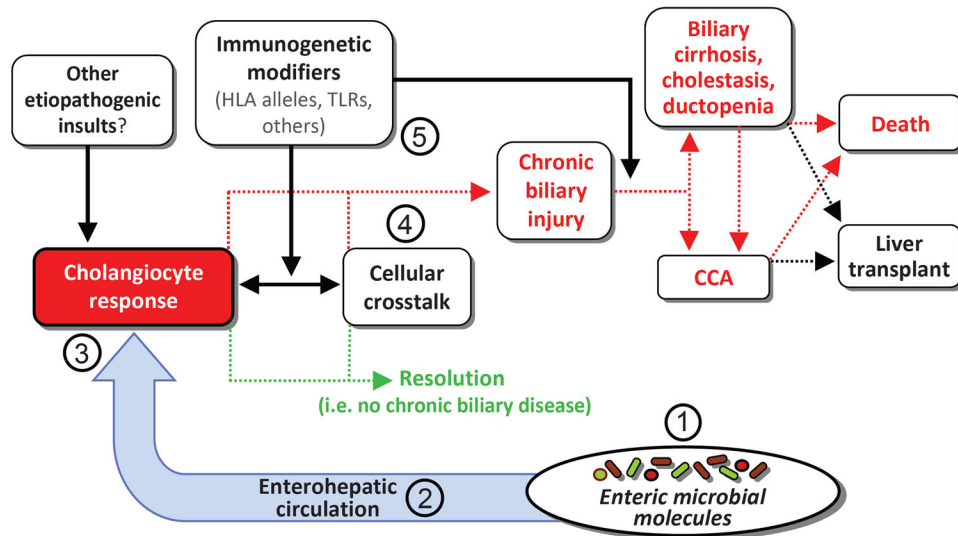 Other
etiopathogenic
insults?
Immunogenetic
modifiers
(HLA alleles, TLRs,
others)
5
Biliary
cirrhosis,
cholestasis,
ductopenia
Death
Chronic
biliary
injury
4
Cholangiocyte
response
Cellular
crosstalk
CCA
Liver
transplant
3
Resolution
(i.e. no chronic biliary disease)
1
Enterohepatic
circulation
2
Enteric microbial
molecules